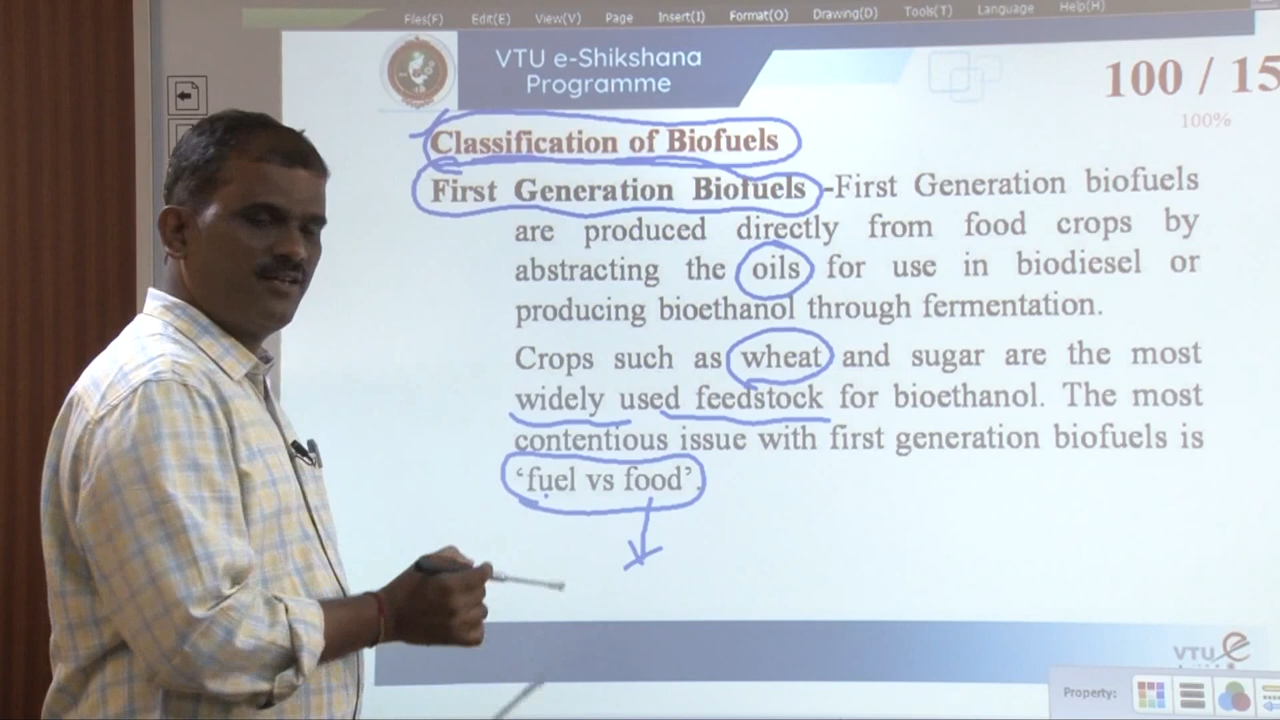 Files(F) Edit(E) View(V) Page Insert(I) Format(O) Drawing(D) Tools(T) Language Help(H)
VTU e-Shikshana
Programme
100 / 15
100%
Classification of Biofuels
First Generation Biofuels -First Generation biofuels
are produced directly from food crops by
abstracting the oils for use in biodiesel or
producing bioethanol through fermentation.
Crops such as wheat and sugar are the most
widely used feedstock for bioethanol. The most
contentious issue with first generation biofuels is
‘fuel vs food’.
VTU e
Property: